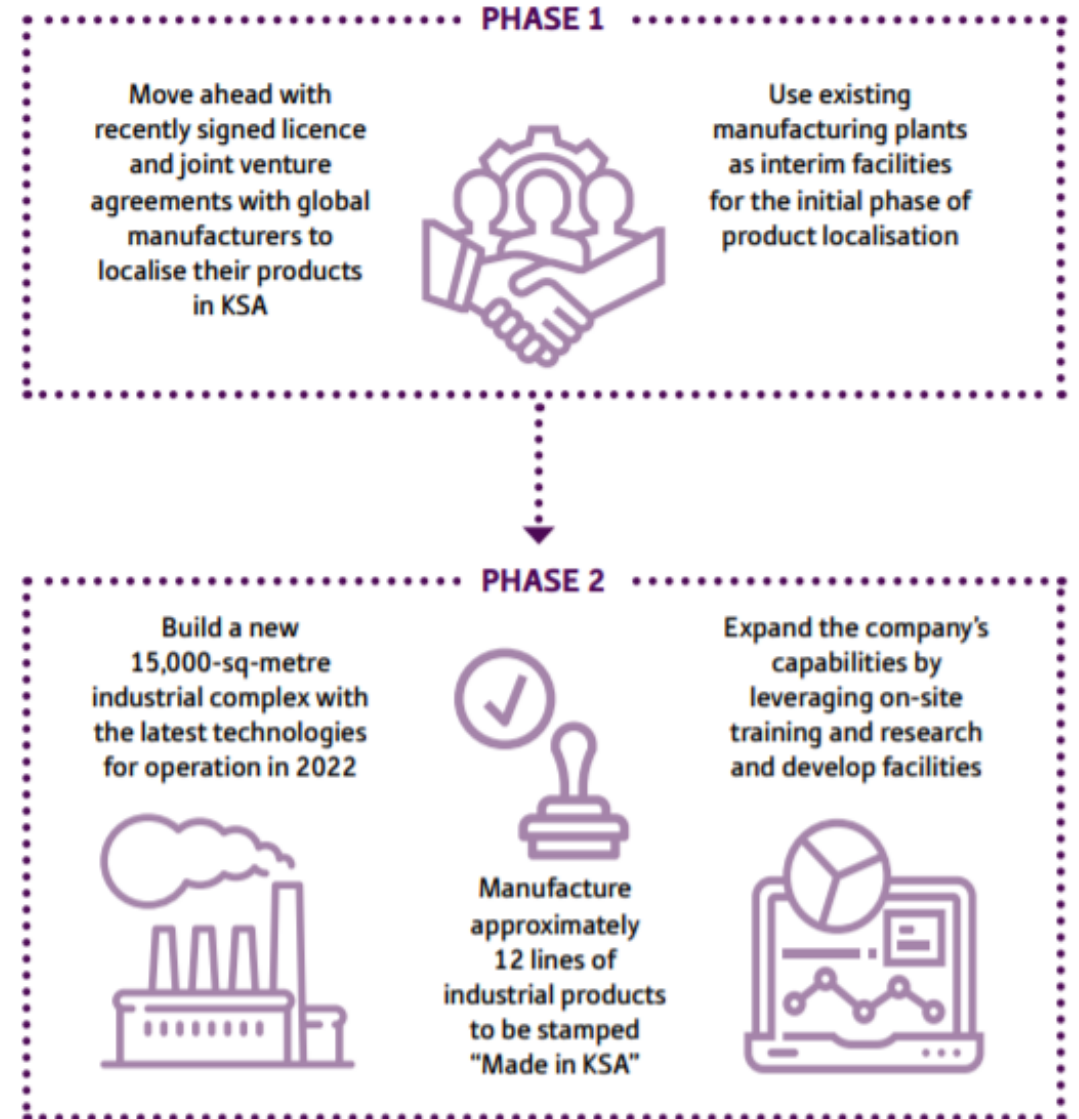 PHASE 1
Move ahead with
recently signed licence
and joint venture
agreements with global
manufacturers to
localise their products
in KSA
Use existing
manufacturing plants
as interim facilities
for the initial phase of
product localisation
PHASE 2
Build a new
15,000-sq-metre
industrial complex with
the latest technologies
for operation in 2022
Manufacture
approximately
12 lines of
industrial products
to be stamped
“Made in KSA”
Expand the company’s
capabilities by
leveraging on-site
training and research
and develop facilities